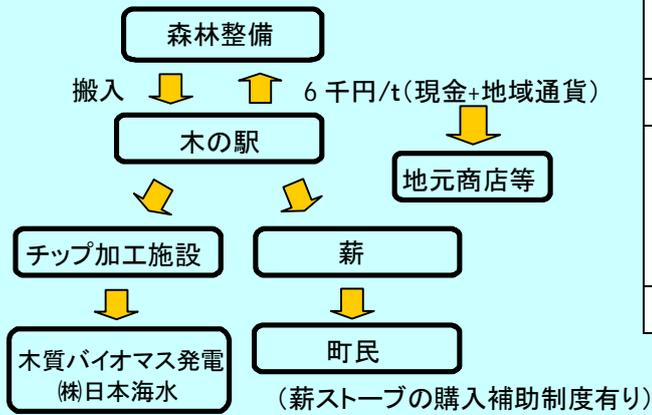 森林整備
搬入
6千円/t(現金+地域通貨)
木の駅
地元商店等
チップ加工施設
薪
木質バイオマス発電
㈱日本海水
町民
(薪ストーブの購入補助制度有り)